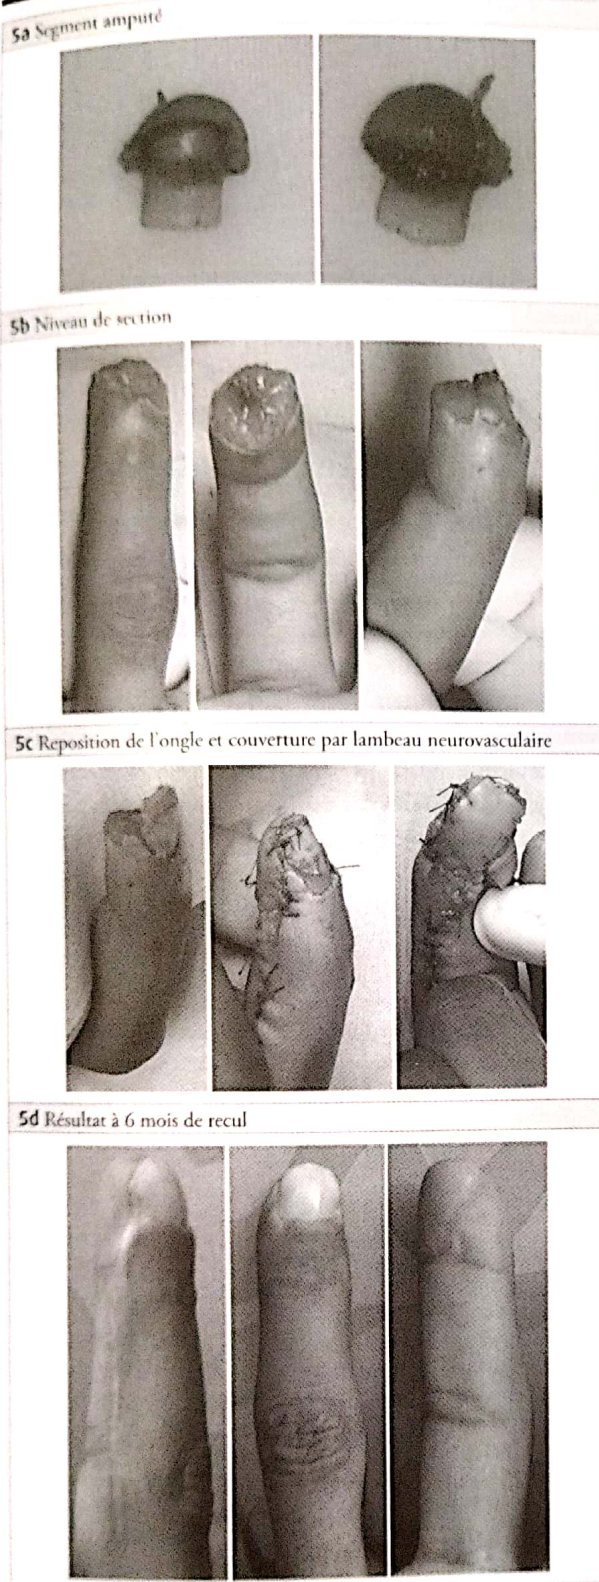 5a Segment amputé
5b Niveau de section
5c Reposition de l'ongle et couverture par lambeau neurovasculaire
5d Résultat à 6 mois de recul